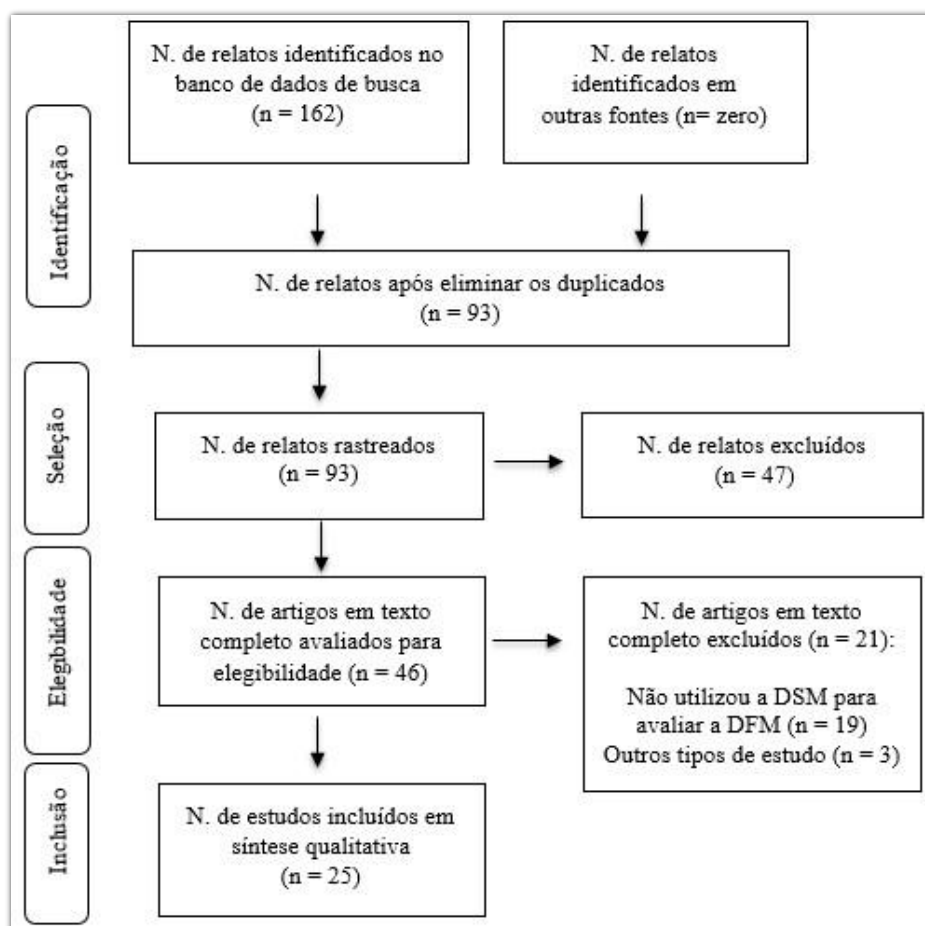 N. de relatos identificados no
banco de dados de busca
(n = 162)
N. de relatos
identificados em
outras fontes (n= zero)
Identificação
N. de relatos após eliminar os duplicados
(n = 93)
Seleção
N. de relatos rastreados
(n = 93)
N. de relatos excluídos
(n = 47)
Elegibilidade
N. de artigos em texto
completo avaliados para
elegibilidade (n = 46)
N. de artigos em texto
completo excluídos (n = 21):
Não utilizou a DSM para
avaliar a DFM (n = 19)
Outros tipos de estudo (n = 3)
Inclusão
N. de estudos incluídos em
síntese qualitativa
(n = 25)